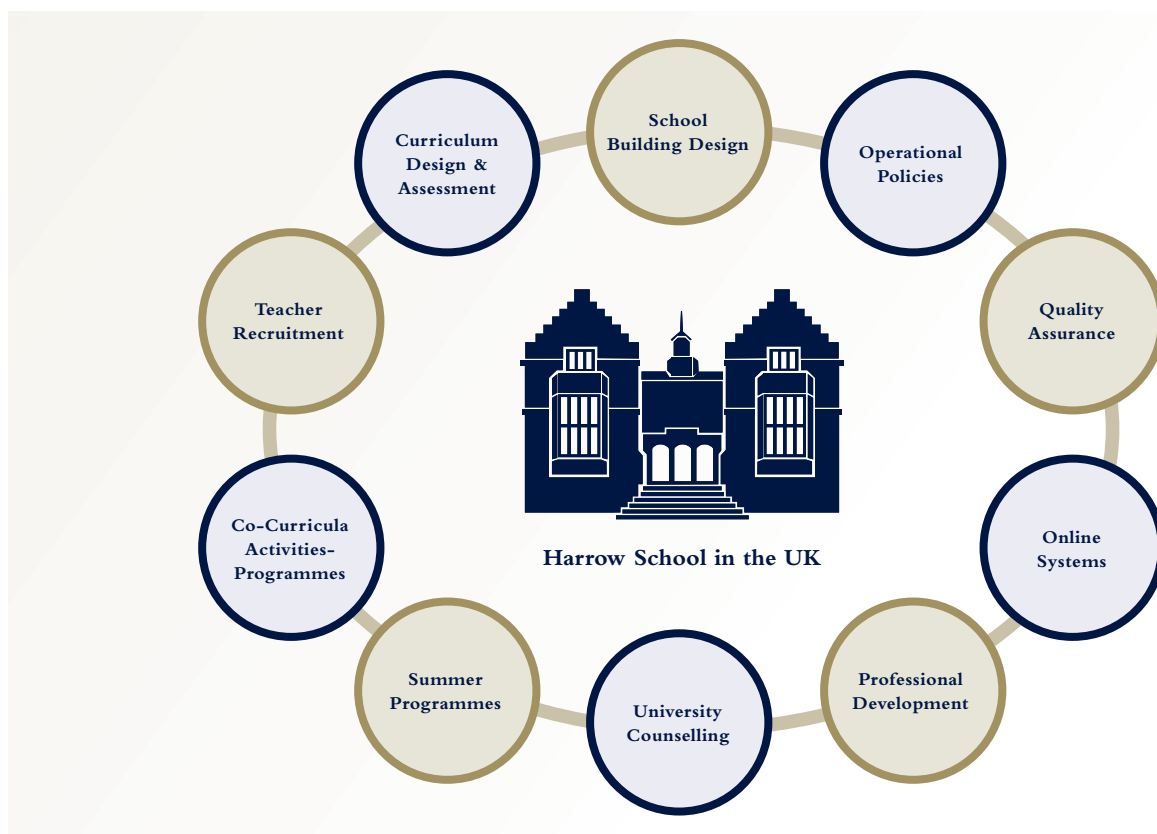 School
Building Design
Operational
Policies
Quality
Assurance
Online
Systems
Professional
Development
University
Counselling
Summer
Programmes
Co-Curricula
Activities-
Programmes
Teacher
Recruitment
Curriculum
Design &
Assessment
Harrow School in the UK